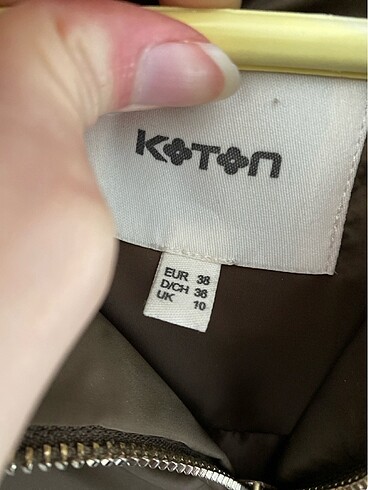 KOTON
EUR 38
D/CH 36
UK 10